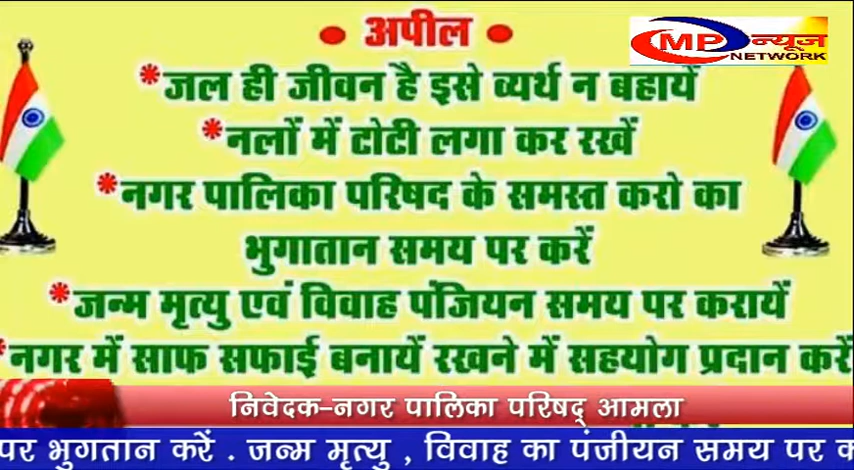 ● अपील ●
MP न्यूज
NETWORK
*जल ही जीवन है इसे व्यर्थ न बहायें
*नलों में टोटी लगा कर रखें
*नगर पालिका परिषद के समस्त करो का
भुगातान समय पर करें
*जन्म मृत्यु एवं विवाह पंजियन समय पर करायें
*नगर में साफ सफाई बनायें रखने में सहयोग प्रदान करें
निवेदक-नगर पालिका परिषद् आमला
पर भुगतान करें . जन्म मृत्यु , विवाह का पंजीयन समय पर